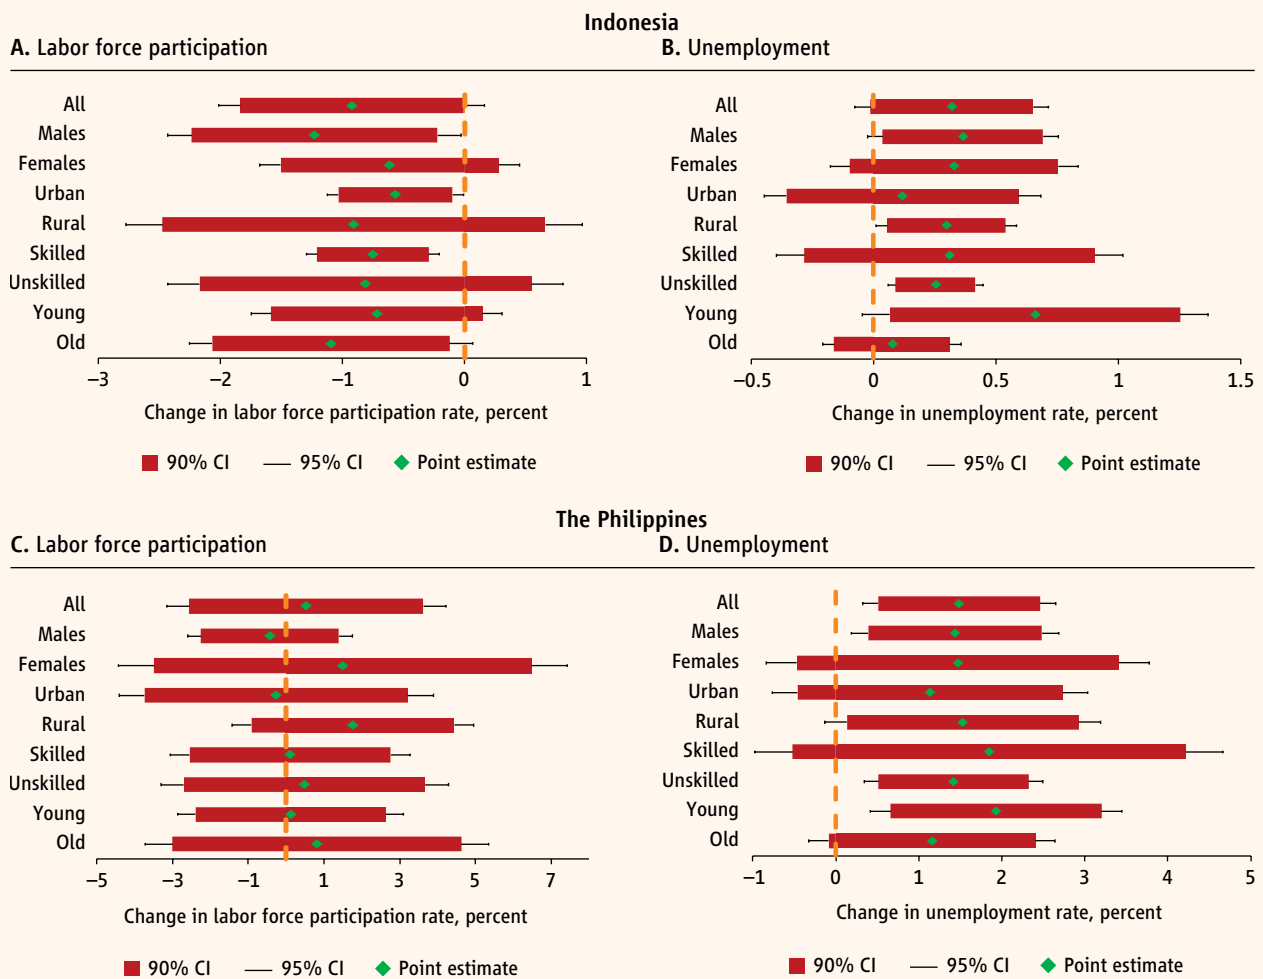 Indonesia
A. Labor force participation
B. Unemployment
All
Males
Females
Urban
Rural
Skilled
Unskilled
Young
Old
–3 –2 –1 0 1
Change in labor force participation rate, percent
90% CI 95% CI Point estimate
All
Males
Females
Urban
Rural
Skilled
Unskilled
Young
Old
–0.5 0 0.5 1 1.5
Change in unemployment rate, percent
90% CI 95% CI Point estimate
The Philippines
C. Labor force participation
D. Unemployment
All
Males
Females
Urban
Rural
Skilled
Unskilled
Young
Old
–5 –3 –1 1 3 5 7
Change in labor force participation rate, percent
90% CI 95% CI Point estimate
All
Males
Females
Urban
Rural
Skilled
Unskilled
Young
Old
–1 0 1 2 3 4 5
Change in unemployment rate, percent
90% CI 95% CI Point estimate